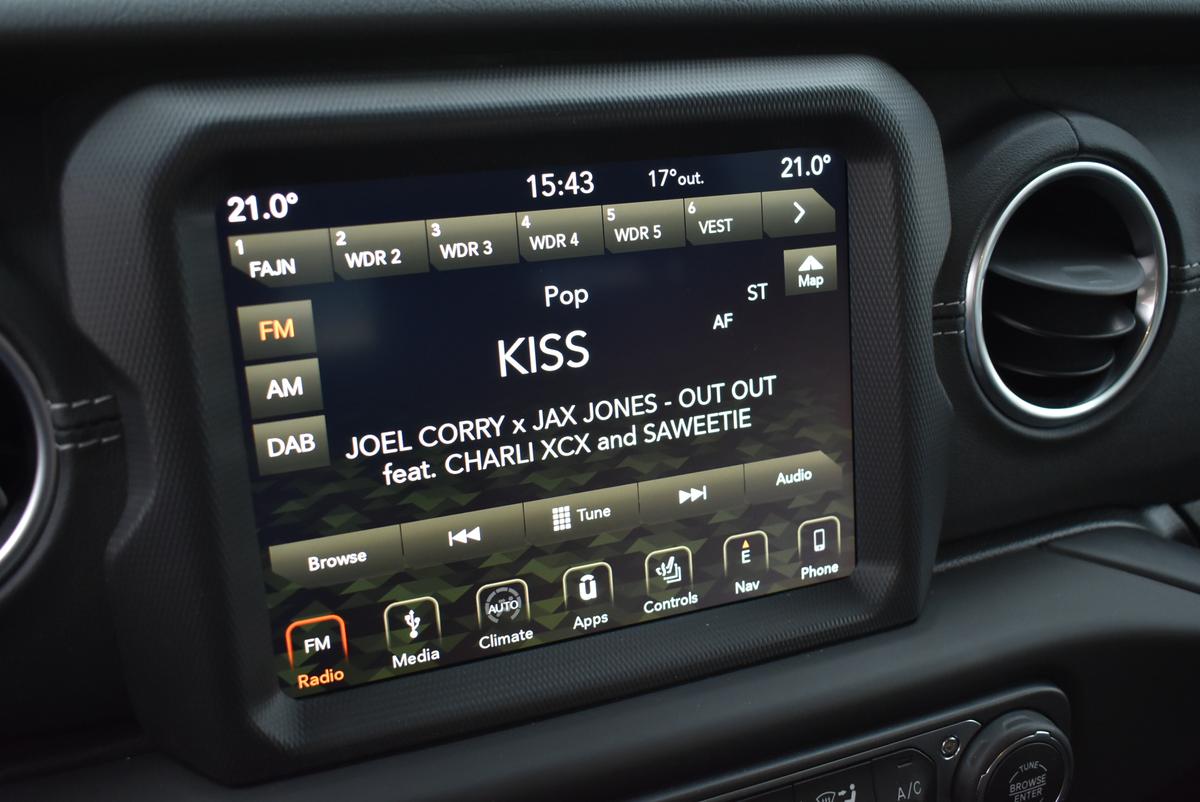 21.0° 15:43 17°out. 21.0°
1 FAJN 2 WDR 2 3 WDR 3 4 WDR 4 5 WDR 5 6 VEST
Map
Pop ST
AF
FM
KISS
AM
JOEL CORRY x JAX JONES - OUT OUT
feat. CHARLI XCX and SAWEETIE
DAB
Browse Tune Audio
FM Radio
Media
AUTO Climate
Apps
Controls
E Nav
Phone
A/C
TUNE
BROWSE
ENTER